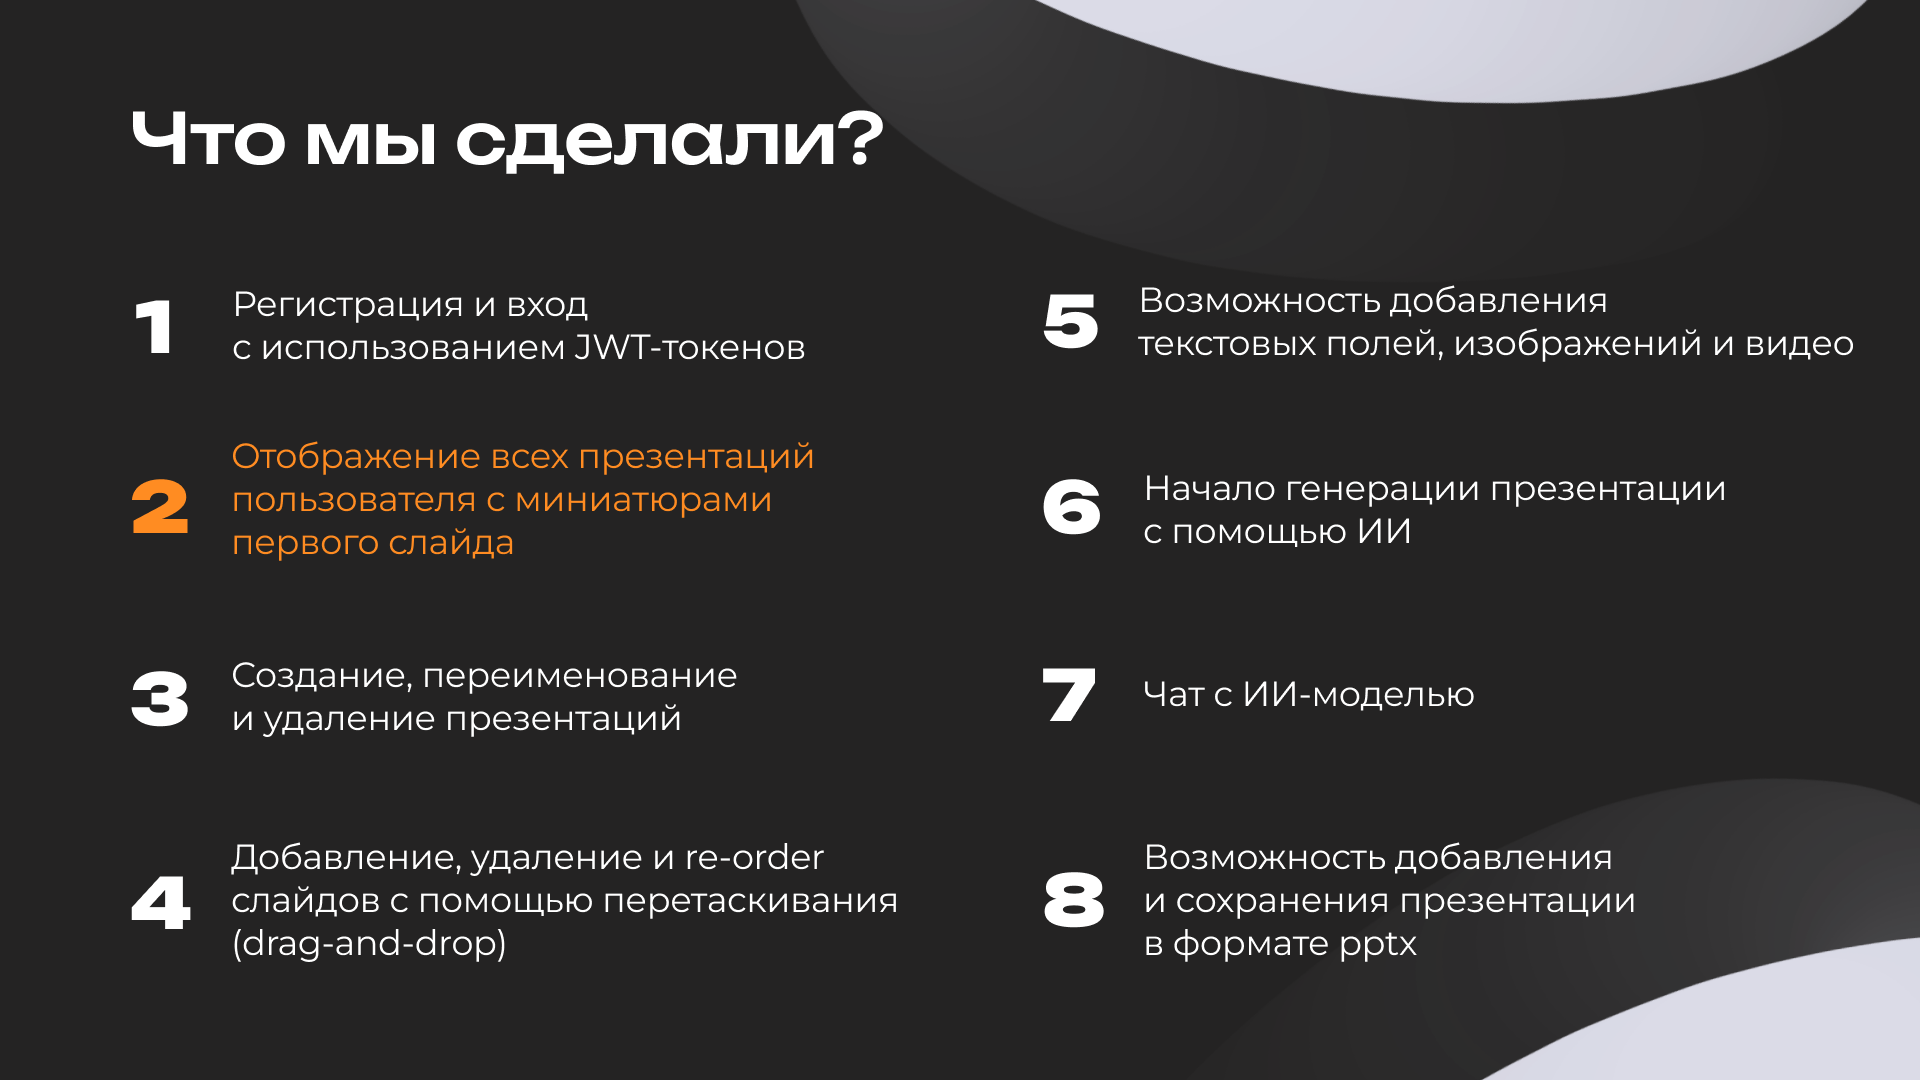 Что мы сделали?
1
Регистрация и вход
с использованием JWT-токенов
2
Отображение всех презентаций
пользователя с миниатюрами
первого слайда
3
Создание, переименование
и удаление презентаций
4
Добавление, удаление и re-order
слайдов с помощью перетаскивания
(drag-and-drop)
5
Возможность добавления
текстовых полей, изображений и видео
6
Начало генерации презентации
с помощью ИИ
7
Чат с ИИ-моделью
8
Возможность добавления
и сохранения презентации
в формате pptx